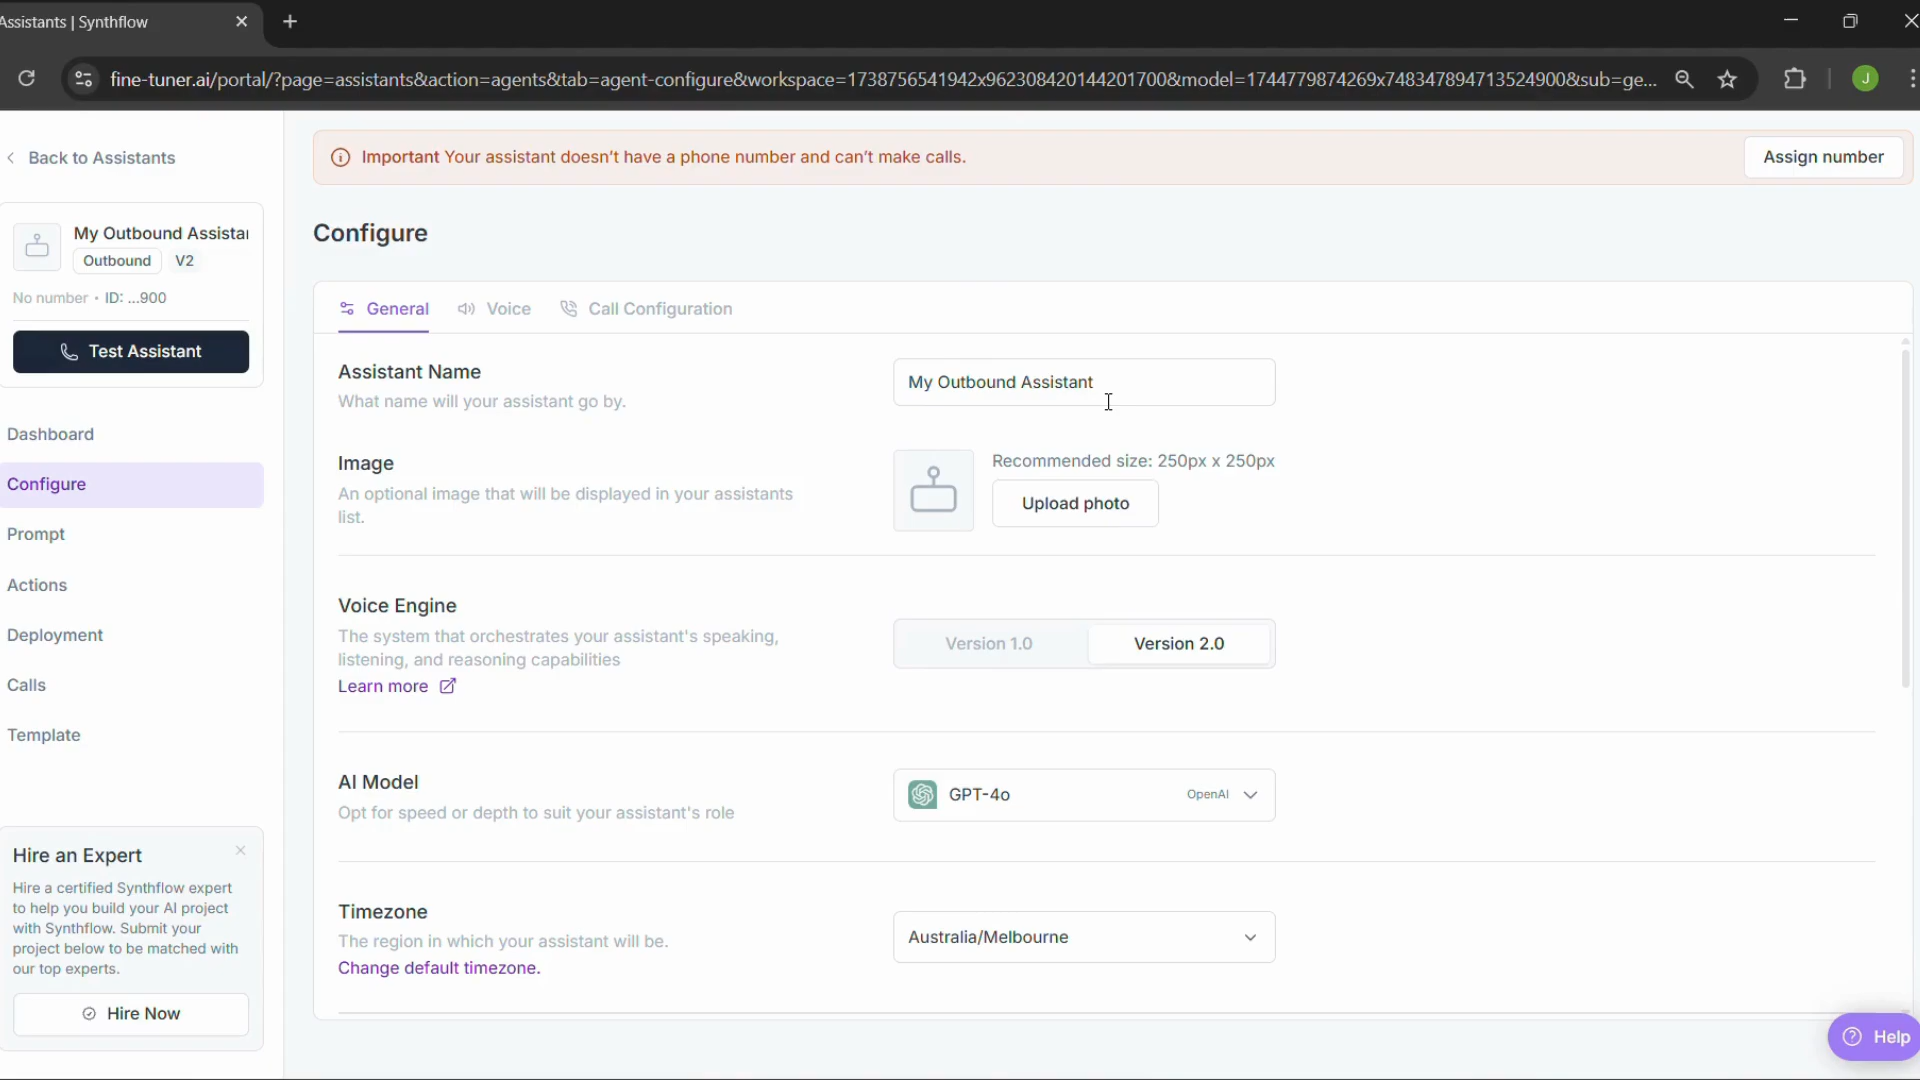 Assistants | Synthflow
fine-tuner.ai/portal/?page=assistants&action=agents&tab=agent-configure&workspace=1738756541942x962308420144201700&model=1744779874269x748347894713524900&sub=ge...
J
Back to Assistants
My Outbound Assista
Outbound V2
No number • ID: ...900
Test Assistant
Dashboard
Configure
Prompt
Actions
Deployment
Calls
Template
Hire an Expert
Hire a certified Synthflow expert
to help you build your AI project
with Synthflow. Submit your
project below to be matched with
our top experts.
Hire Now
Important Your assistant doesn't have a phone number and can't make calls.
Assign number
Configure
General Voice Call Configuration
Assistant Name
What name will your assistant go by.
My Outbound Assistant
Image
An optional image that will be displayed in your assistants
list.
Recommended size: 250px x 250px
Upload photo
Voice Engine
The system that orchestrates your assistant's speaking,
listening, and reasoning capabilities
Learn more
Version 1.0 Version 2.0
AI Model
Opt for speed or depth to suit your assistant's role
GPT-4o OpenAI
Timezone
The region in which your assistant will be.
Change default timezone.
Australia/Melbourne
Help